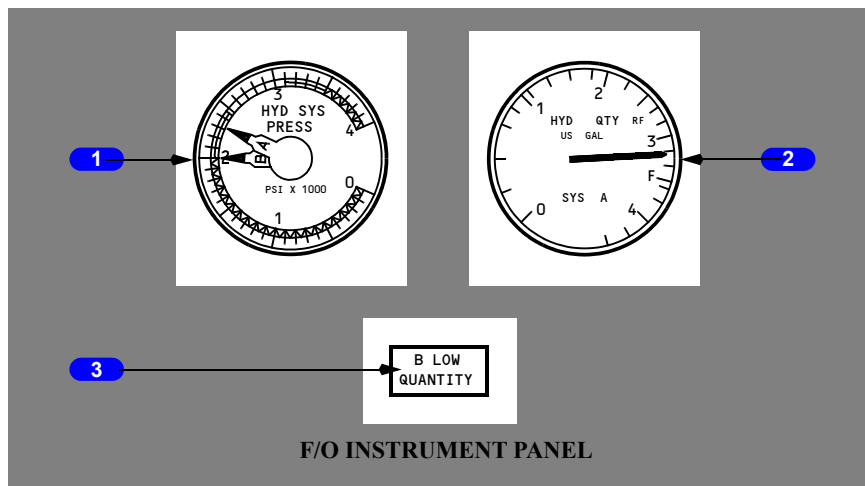 3
HYD SYS
PRESS
4
A
B
2
PSI X 1000
0
1
1
2
1
HYD QTY RF
US GAL
3
F
SYS A
0
4
2
3
B LOW
QUANTITY
F/O INSTRUMENT PANEL